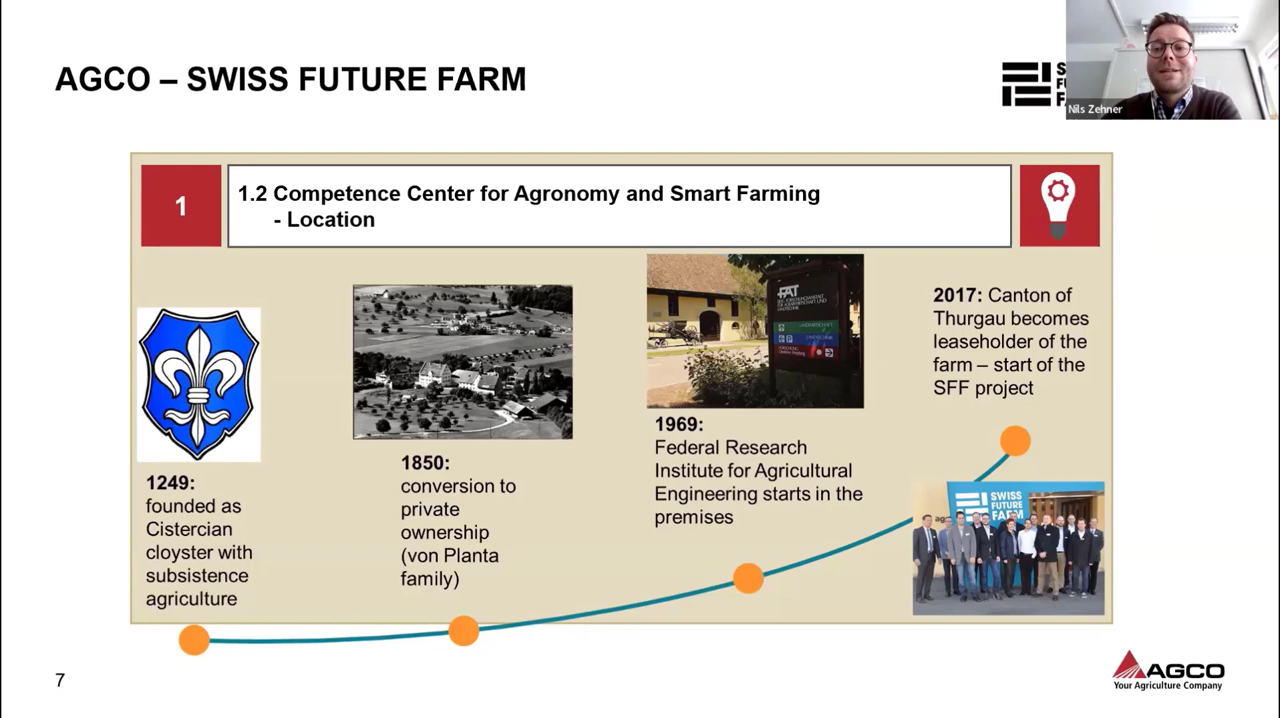 AGCO – SWISS FUTURE FARM
Nils Zehner
1
1.2 Competence Center for Agronomy and Smart Farming
- Location
1249:
founded as
Cistercian
cloyster with
subsistence
agriculture
1850:
conversion to
private
ownership
(von Planta
family)
FAT
LANDTECHNIK
1969:
Federal Research
Institute for Agricultural
Engineering starts in the
premises
2017: Canton of
Thurgau becomes
leaseholder of the
farm – start of the
SFF project
SWISS
FUTURE
FARM
7
AGCO
Your Agriculture Company